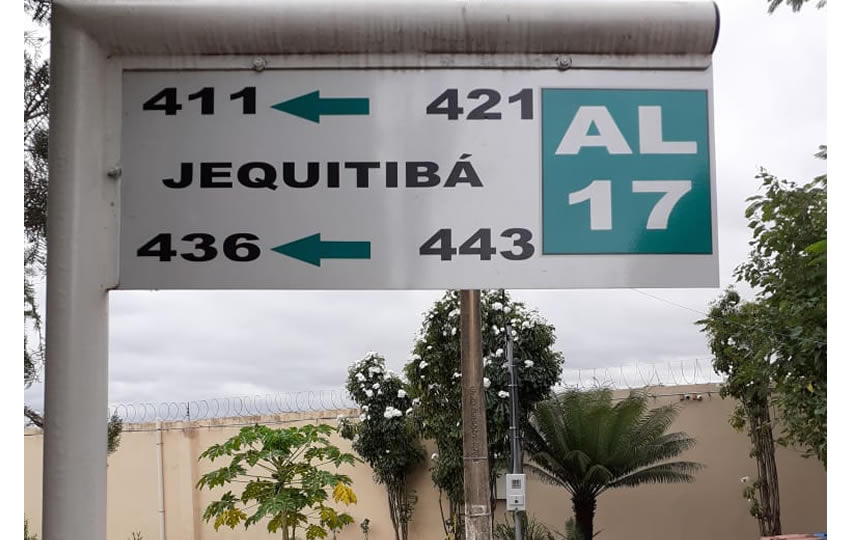 411 ← 421
JEQUITIBÁ
436 ← 443
AL
17